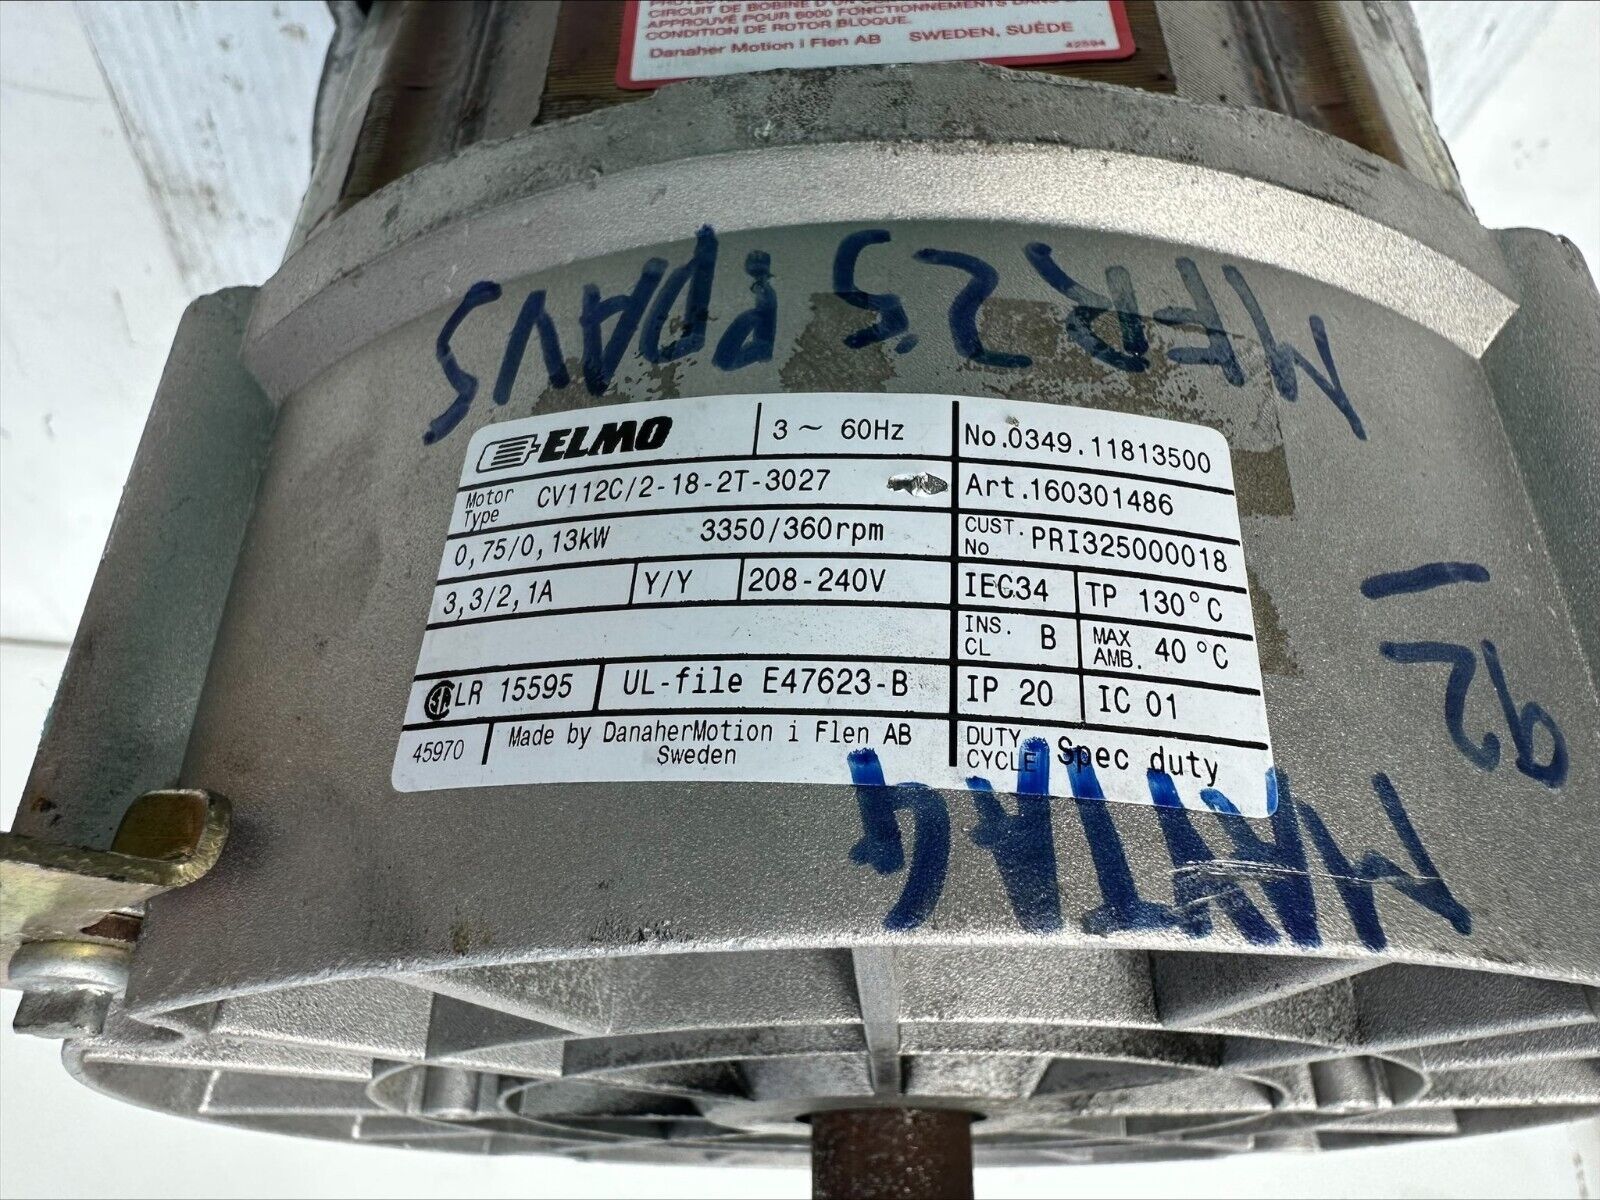 CIRCUIT DE BOBINE
APPROUVÉ POUR 6000 FONCTIONNEMENTS DANS
CONDITION DE ROTOR BLOQUE.
Danaher Motion i Flen AB SWEDEN, SUÈDE
42594
MFR25
ELMO 3 ~ 60Hz No.0349.11813500
Motor Type CV112C/2-18-2T-3027 Art.160301486
0,75/0,13kW 3350/360rpm CUST. No PRI325000018
3,3/2,1A Y/Y 208-240V IEC34 TP 130°C
INS. CL B MAX AMB. 40°C
LR 15595 UL-file E47623-B IP 20 IC 01
45970 Made by DanaherMotion i Flen AB Sweden DUTY CYCLE Spec duty
MAYTAG
92